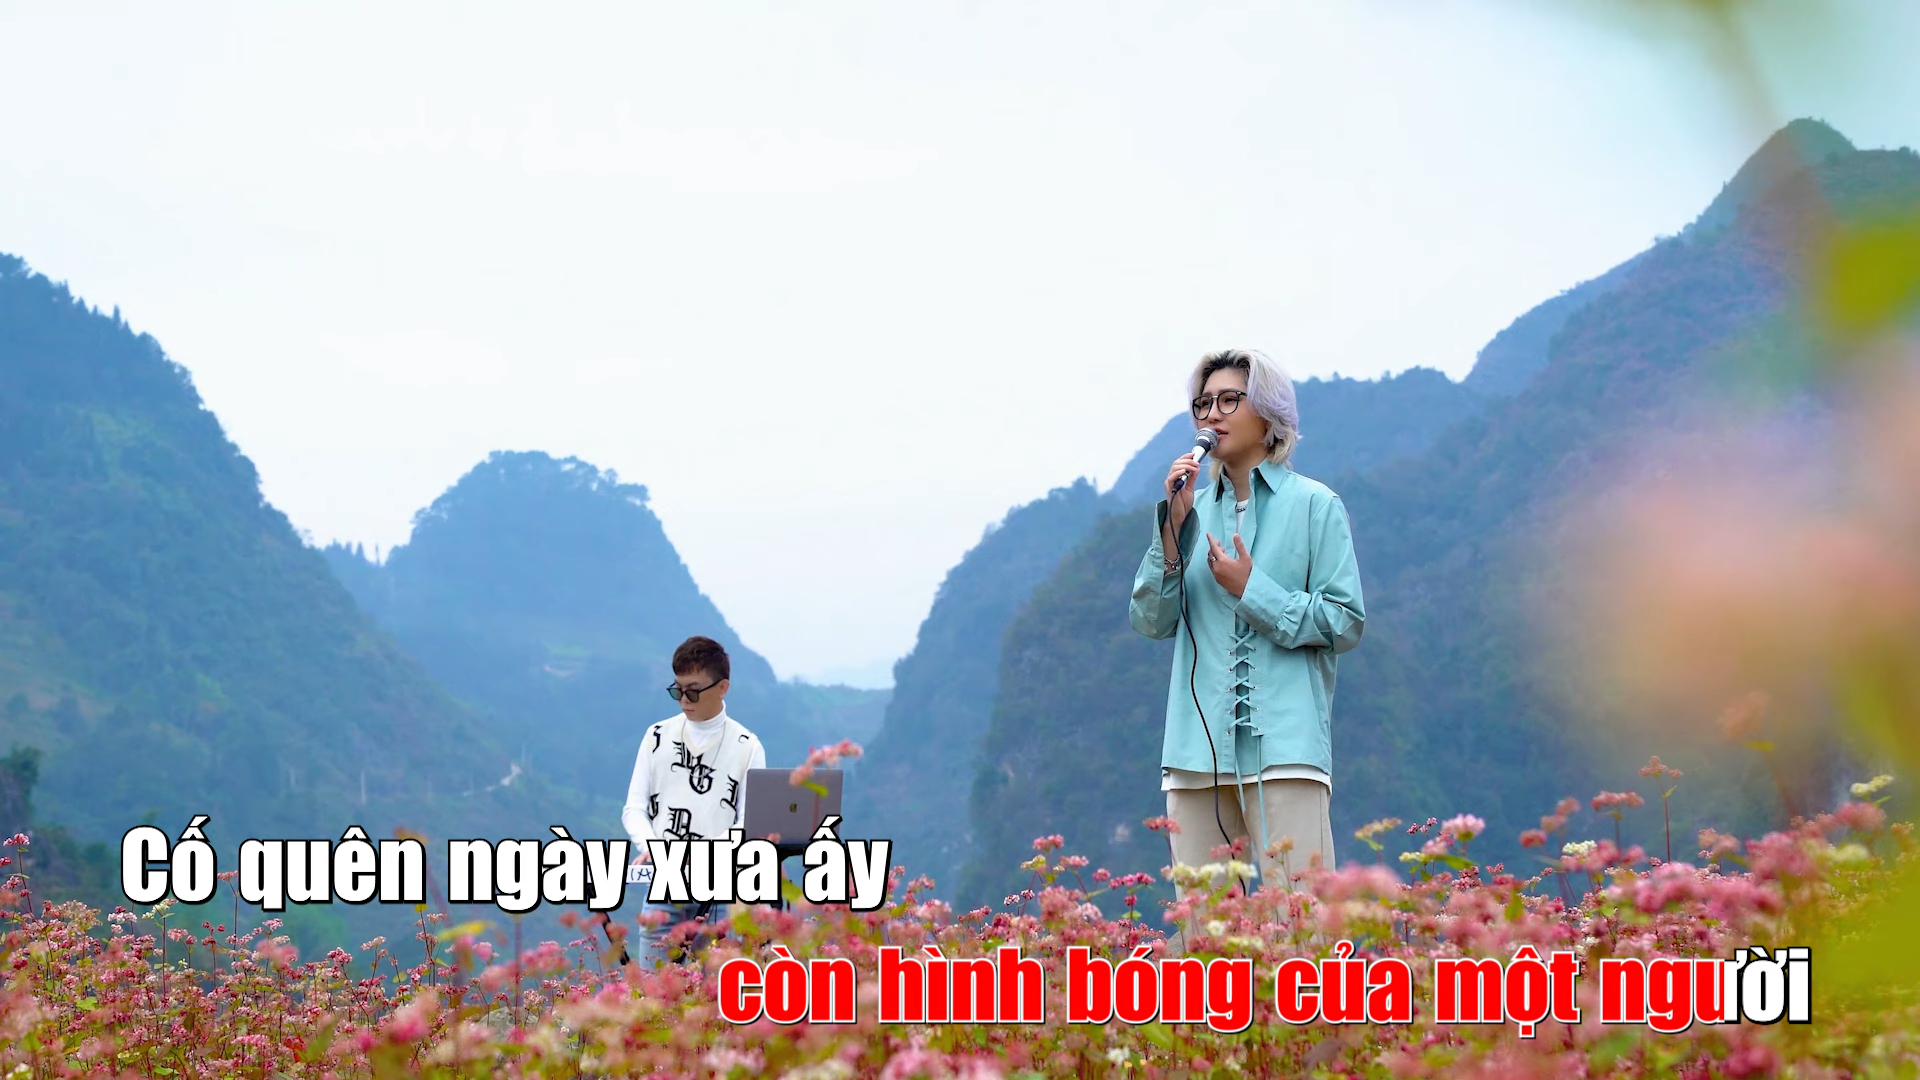 Cố quên ngày xưa ấy
còn hình bóng của một người